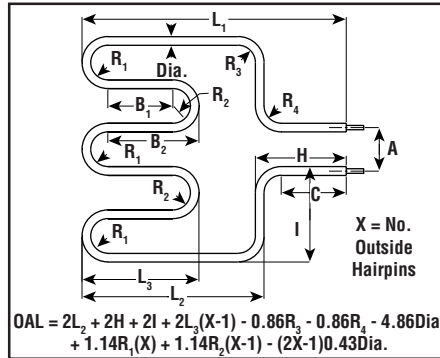 L₁
R₁
Dia.
R₃
B₁
R₂
R₄
B₂
R₁
H
A
R₂
C
I
X = No.
Outside
Hairpins
R₁
L₃
L₂
OAL = 2L₂ + 2H + 2I + 2L₃(X-1) - 0.86R₃ - 0.86R₄ - 4.86Dia
+ 1.14R₁(X) + 1.14R₂(X-1) - (2X-1)0.43Dia.